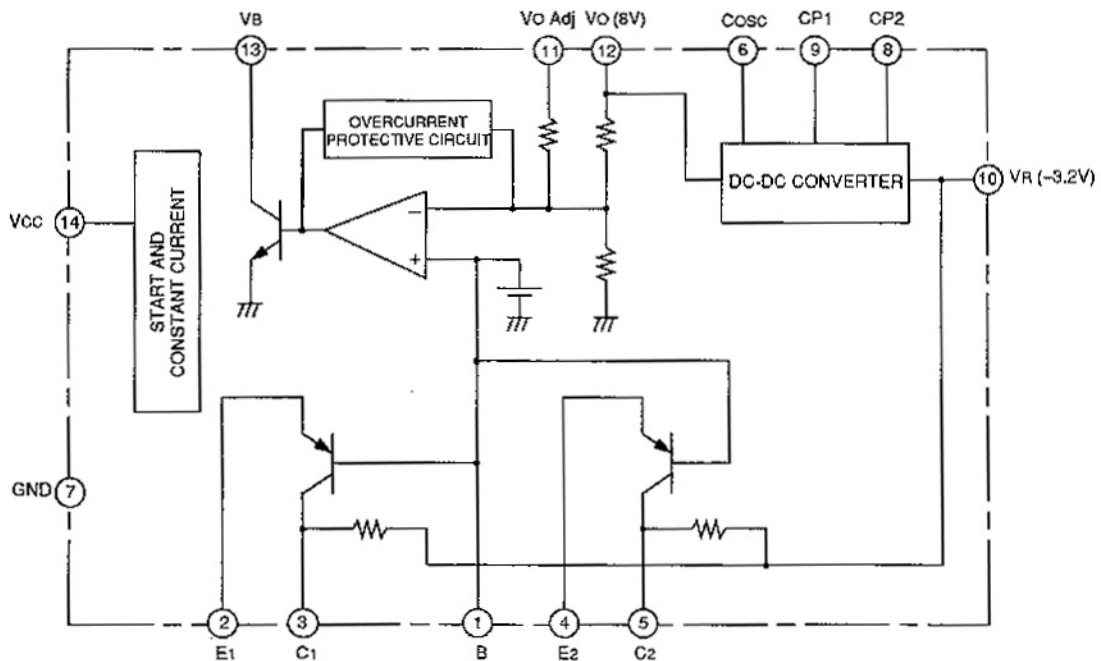 VB
VO Adj
VO (8V)
COSC
CP1
CP2
13
11
12
6
9
8
OVERCURRENT
PROTECTIVE CIRCUIT
DC-DC CONVERTER
10
VR (−3.2V)
VCC
14
START AND
CONSTANT CURRENT
−
+
GND
7
2
3
1
4
5
E1
C1
B
E2
C2